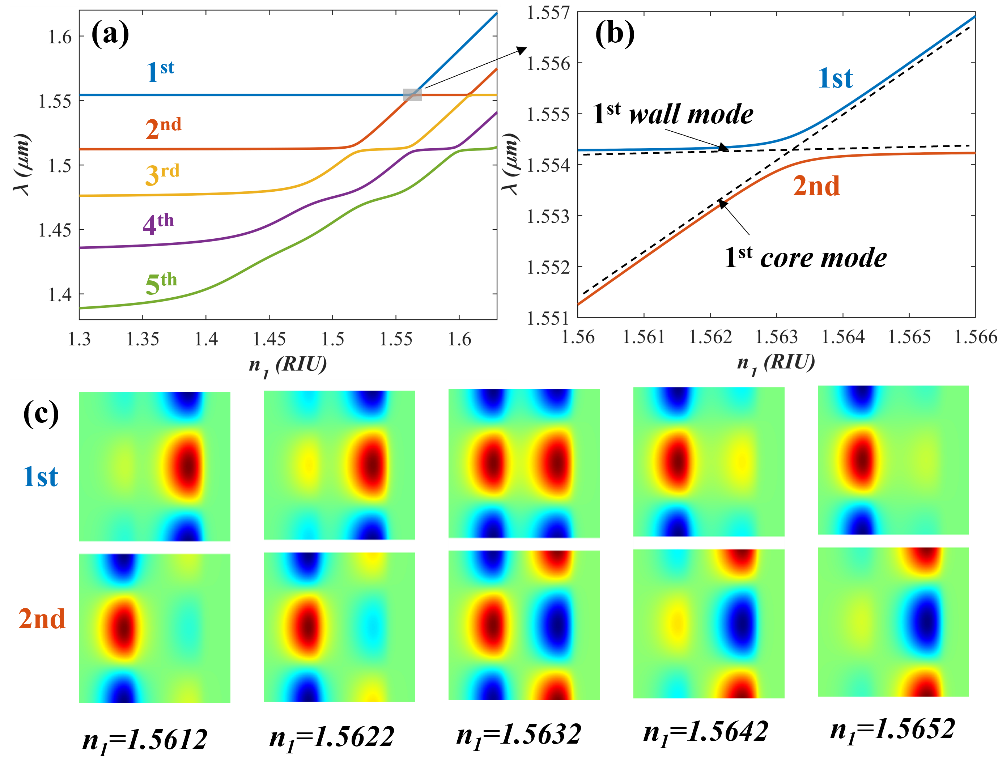 (a)
1.6
1.55
1.5
1.45
1.4
λ (μm)
1st
2nd
3rd
4th
5th
1.3
1.35
1.4
1.45
1.5
1.55
1.6
n1 (RIU)
(b)
1.557
1.556
1.555
1.554
1.553
1.552
1.551
λ (μm)
1st
1st wall mode
2nd
1st core mode
1.56
1.561
1.562
1.563
1.564
1.565
1.566
n1 (RIU)
(c)
1st
2nd
n1=1.5612
n1=1.5622
n1=1.5632
n1=1.5642
n1=1.5652